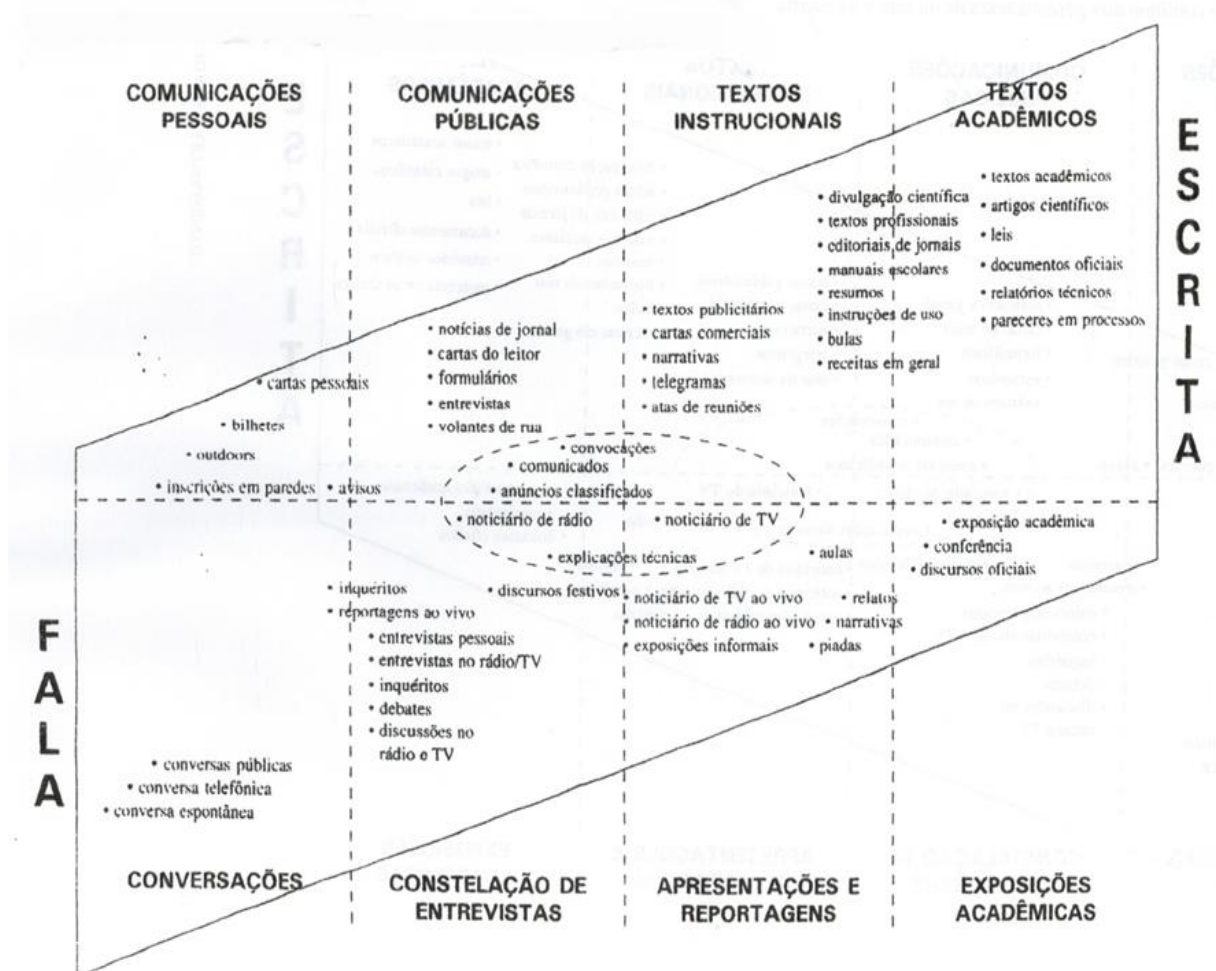 COMUNICAÇÕES
PESSOAIS
COMUNICAÇÕES
PÚBLICAS
TEXTOS
INSTRUCIONAIS
TEXTOS
ACADÊMICOS
ESCRITA
• textos acadêmicos
• artigos científicos
• leis
• documentos oficiais
• relatórios técnicos
• pareceres em processos
• divulgação científica
• textos profissionais
• editoriais de jornais
• manuais escolares
• resumos
• instruções de uso
• bulas
• receitas em geral
• textos publicitários
• cartas comerciais
• narrativas
• telegramas
• atas de reuniões
• notícias de jornal
• cartas do leitor
• formulários
• entrevistas
• volantes de rua
• cartas pessoais
• bilhetes
• outdoors
• inscrições em paredes • avisos
• convocações
• comunicados
• anúncios classificados
• noticiário de rádio • noticiário de TV
• explicações técnicas
• exposição acadêmica
• conferência
• discursos oficiais
• aulas
• inquéritos • discursos festivos
• reportagens ao vivo
• entrevistas pessoais
• entrevistas no rádio/TV
• inquéritos
• debates
• discussões no
rádio e TV
• noticiário de TV ao vivo • relatos
• noticiário de rádio ao vivo • narrativas
• exposições informais • piadas
FALA
• conversas públicas
• conversa telefônica
• conversa espontânea
CONVERSAÇÕES
CONSTELAÇÃO DE
ENTREVISTAS
APRESENTAÇÕES E
REPORTAGENS
EXPOSIÇÕES
ACADÊMICAS